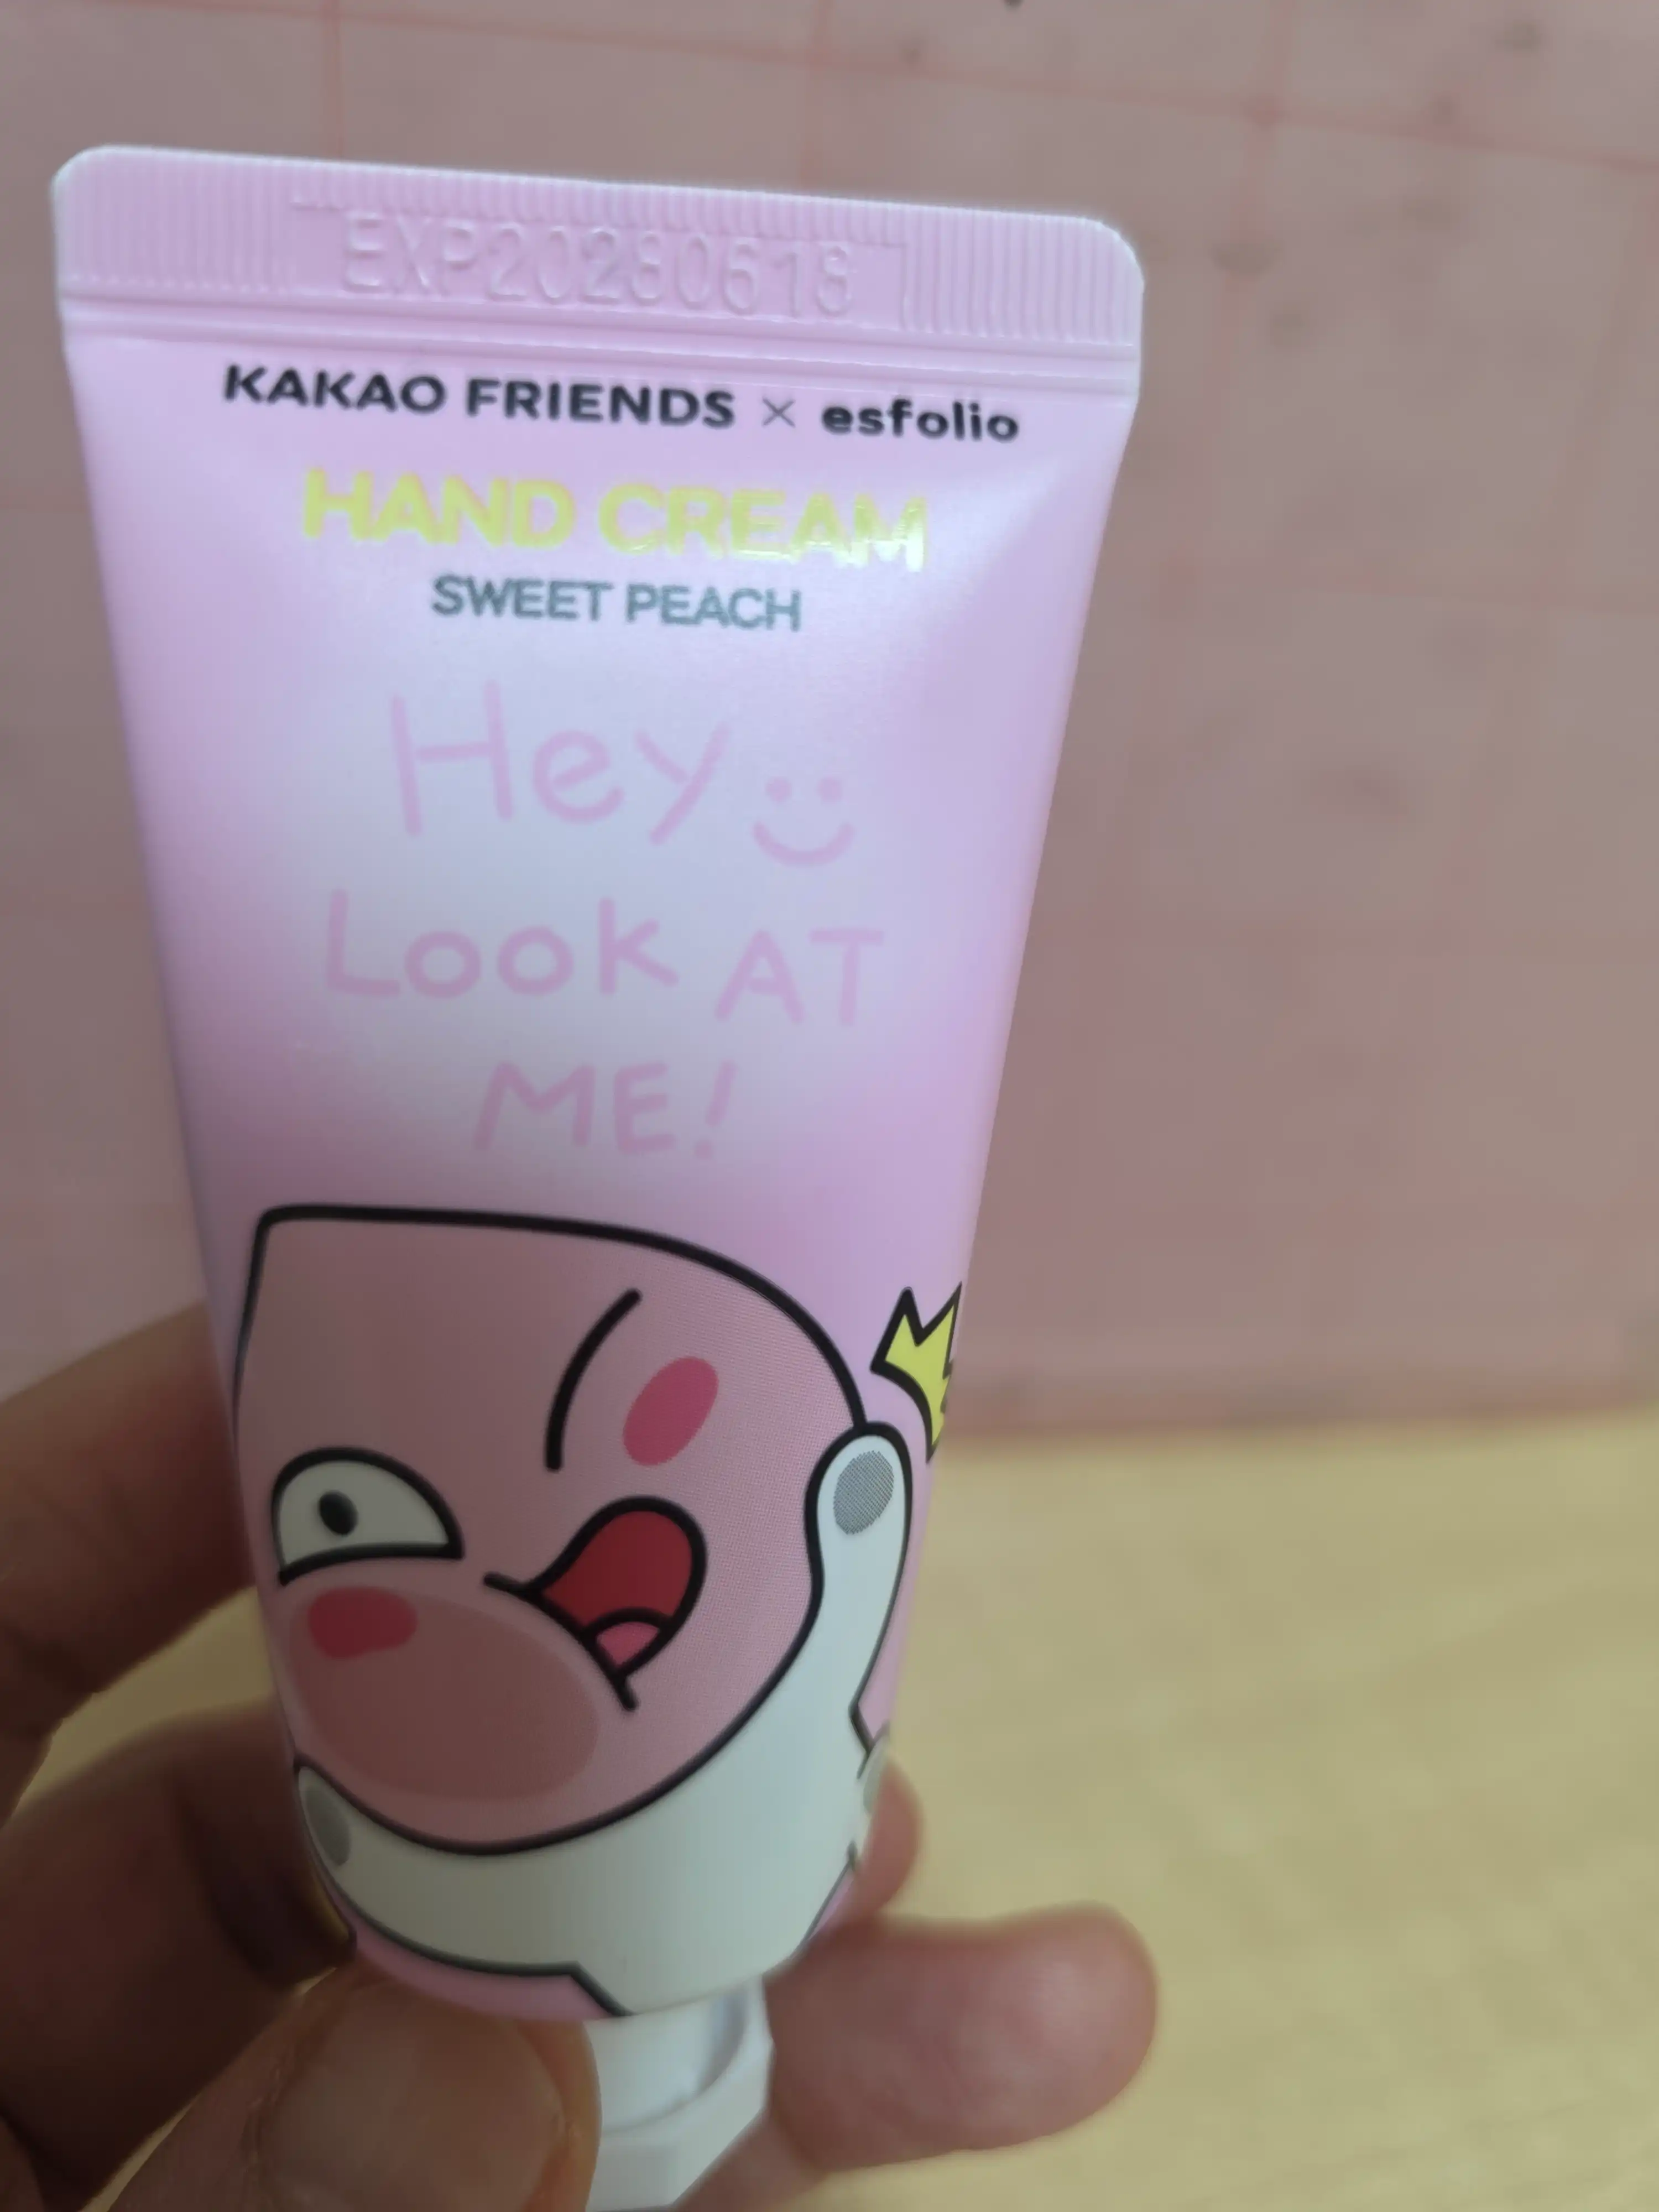 EXP20280618
KAKAO FRIENDS × esfolio
HAND CREAM
SWEET PEACH
Hey
Look AT
ME!